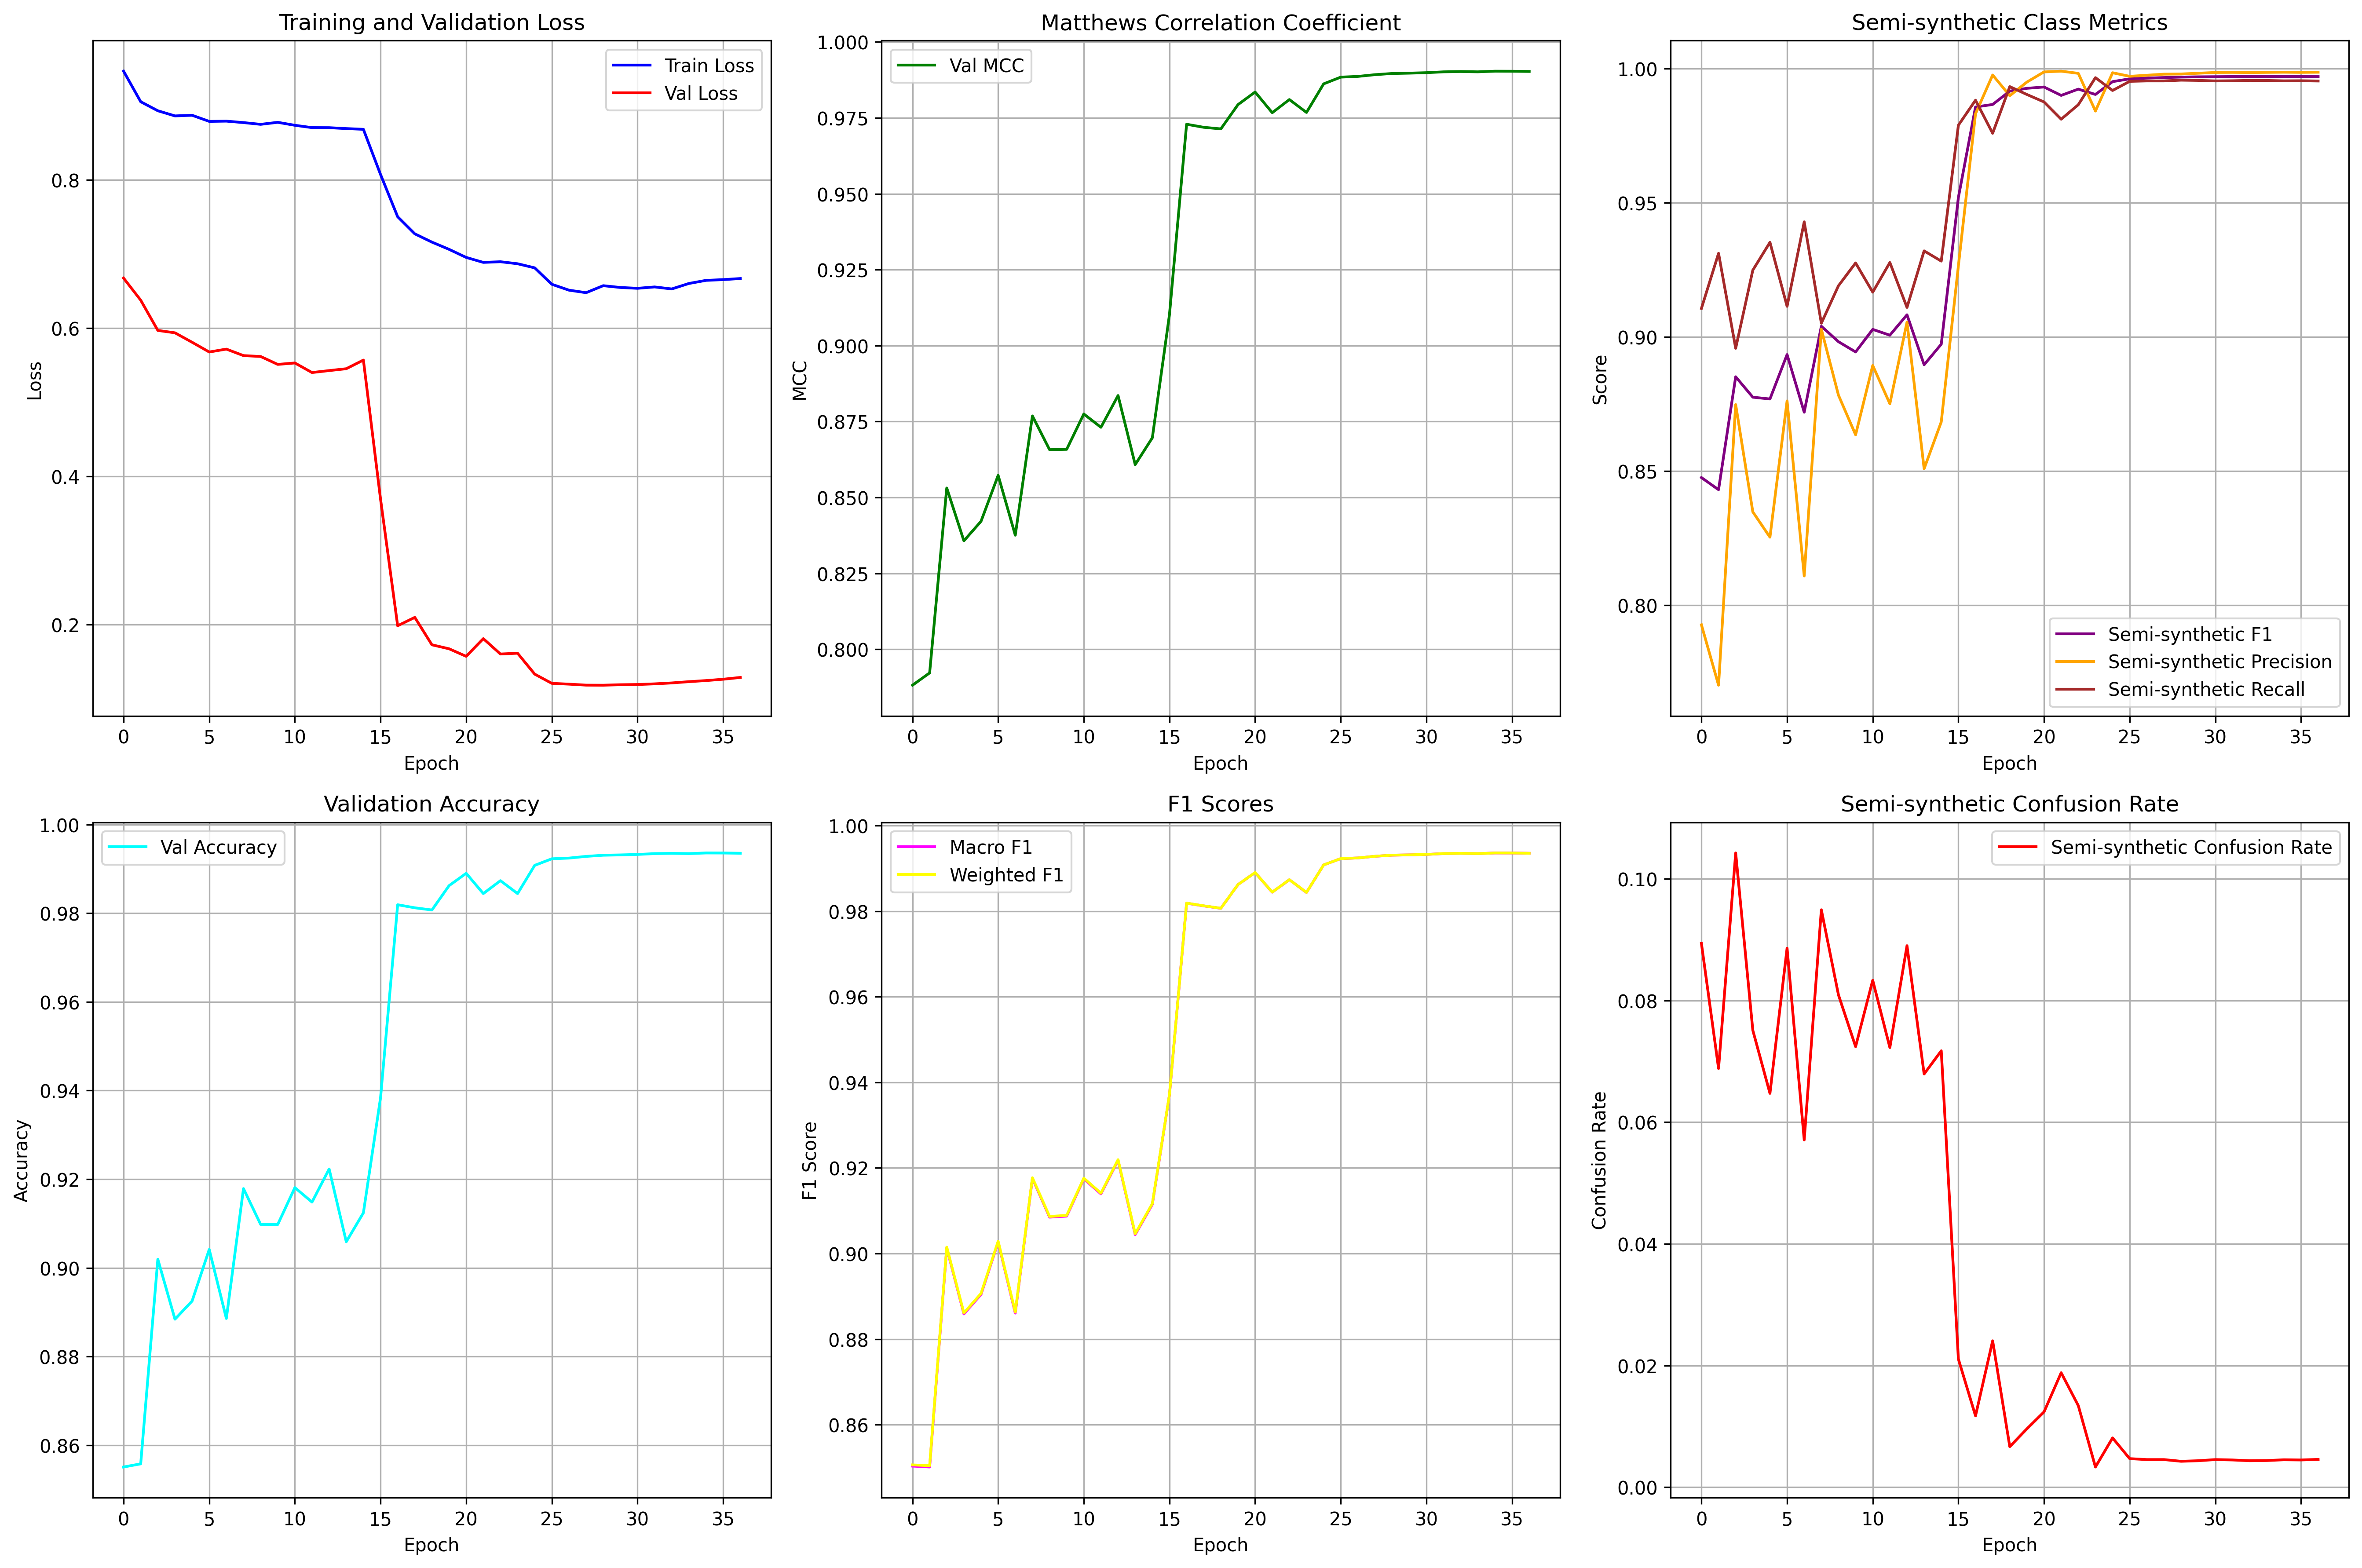 Training and Validation Loss
Train Loss
Val Loss
0.8
0.6
0.4
0.2
Loss
0 5 10 15 20 25 30 35
Epoch
Matthews Correlation Coefficient
Val MCC
1.000
0.975
0.950
0.925
0.900
0.875
0.850
0.825
0.800
MCC
0 5 10 15 20 25 30 35
Epoch
Semi-synthetic Class Metrics
1.00
0.95
0.90
0.85
0.80
Score
Semi-synthetic F1
Semi-synthetic Precision
Semi-synthetic Recall
0 5 10 15 20 25 30 35
Epoch
Validation Accuracy
Val Accuracy
1.00
0.98
0.96
0.94
0.92
0.90
0.88
0.86
Accuracy
0 5 10 15 20 25 30 35
Epoch
F1 Scores
Macro F1
Weighted F1
1.00
0.98
0.96
0.94
0.92
0.90
0.88
0.86
F1 Score
0 5 10 15 20 25 30 35
Epoch
Semi-synthetic Confusion Rate
Semi-synthetic Confusion Rate
0.10
0.08
0.06
0.04
0.02
0.00
Confusion Rate
0 5 10 15 20 25 30 35
Epoch